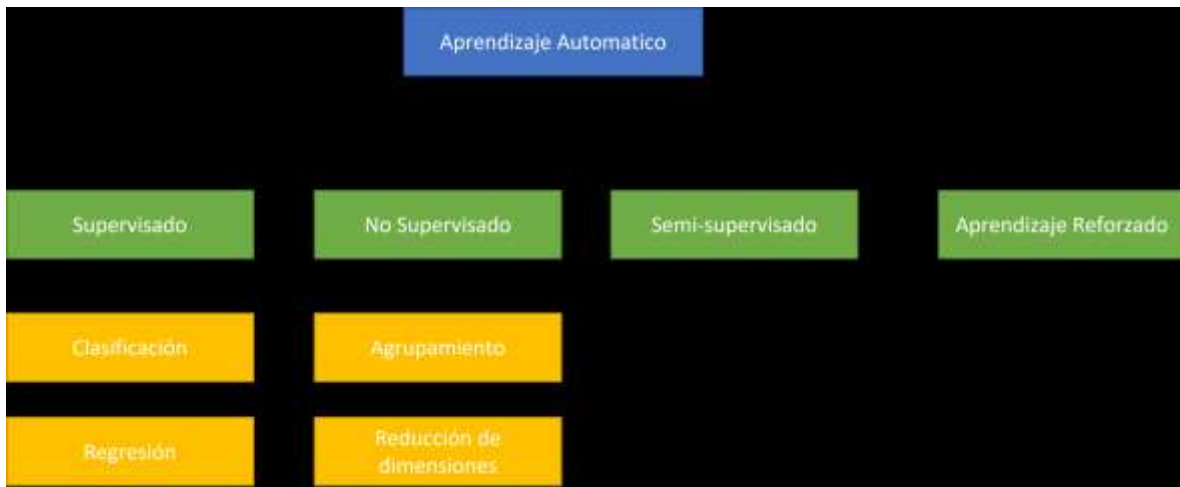 Aprendizaje Automatico
Supervisado
No Supervisado
Semi-supervisado
Aprendizaje Reforzado
Clasificación
Agrupamiento
Regresión
Reducción de
dimensiones